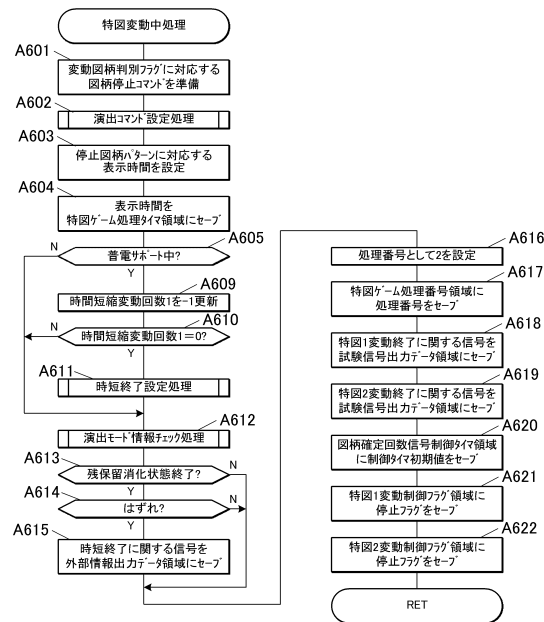 特図変動中処理
A601
変動図柄判別フラグに対応する
図柄停止コマンドを準備
A602
演出コマンド設定処理
A603
停止図柄パターンに対応する
表示時間を設定
A604
表示時間を
特図ゲーム処理タイマ領域にセーブ
A605
普電サポート中?
N
Y
A609
時間短縮変動回数1を-1更新
A610
時間短縮変動回数1=0?
N
Y
A611
時短終了設定処理
A612
演出モード情報チェック処理
A613
残保留消化状態終了?
N
Y
A614
はずれ?
N
Y
A615
時短終了に関する信号を
外部情報出力データ領域にセーブ
A616
処理番号として2を設定
A617
特図ゲーム処理番号領域に
処理番号をセーブ
A618
特図1変動終了に関する信号を
試験信号出力データ領域にセーブ
A619
特図2変動終了に関する信号を
試験信号出力データ領域にセーブ
A620
図柄確定回数信号制御タイマ領域
に制御タイマ初期値をセーブ
A621
特図1変動制御フラグ領域に
停止フラグをセーブ
A622
特図2変動制御フラグ領域に
停止フラグをセーブ
RET